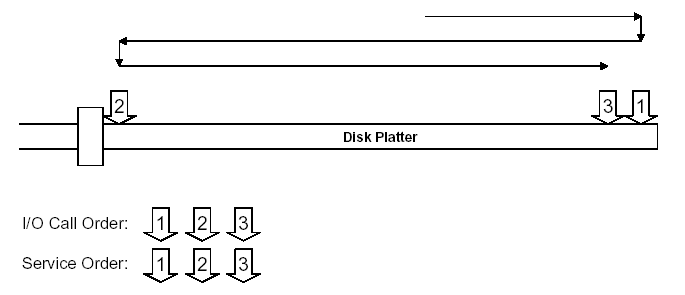 2 3 1
Disk Platter
I/O Call Order: 1 2 3
Service Order: 1 2 3